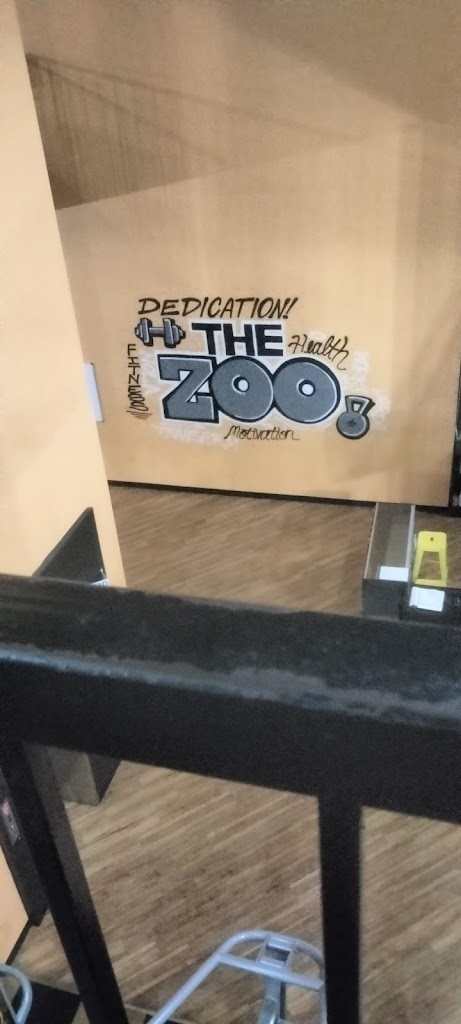 DEDICATION!
THE
Health
FITNESS
ZOO
Motivation